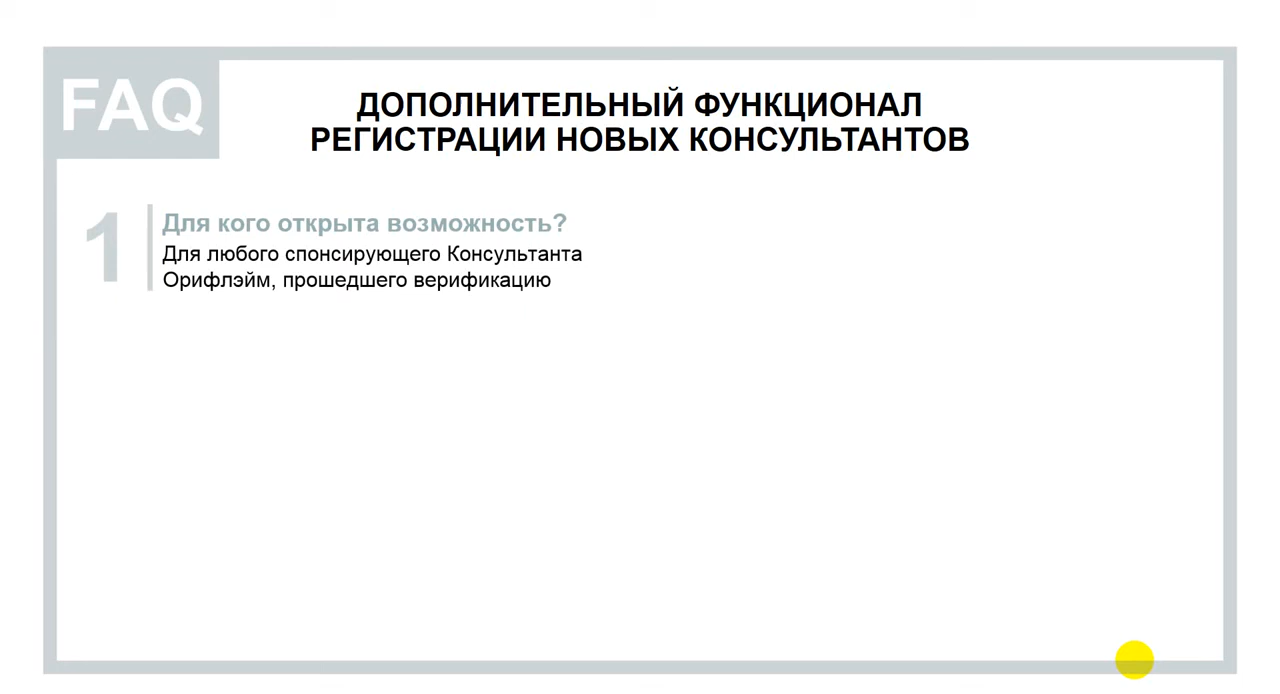 FAQ
ДОПОЛНИТЕЛЬНЫЙ ФУНКЦИОНАЛ
РЕГИСТРАЦИИ НОВЫХ КОНСУЛЬТАНТОВ
1
Для кого открыта возможность?
Для любого спонсирующего Консультанта
Орифлэйм, прошедшего верификацию